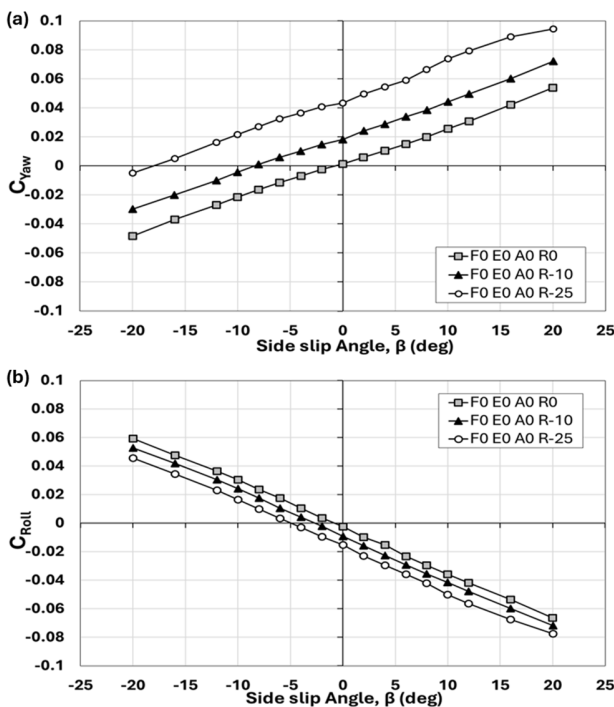 (a)
0.1
0.08
0.06
0.04
0.02
0
-0.02
-0.04
-0.06
-0.08
-0.1
CYaw
F0 E0 A0 R0
F0 E0 A0 R-10
F0 E0 A0 R-25
-25 -20 -15 -10 -5 0 5 10 15 20 25
Side slip Angle, β (deg)
(b)
0.1
0.08
0.06
0.04
0.02
0
-0.02
-0.04
-0.06
-0.08
-0.1
CRoll
F0 E0 A0 R0
F0 E0 A0 R-10
F0 E0 A0 R-25
-25 -20 -15 -10 -5 0 5 10 15 20 25
Side slip Angle, β (deg)